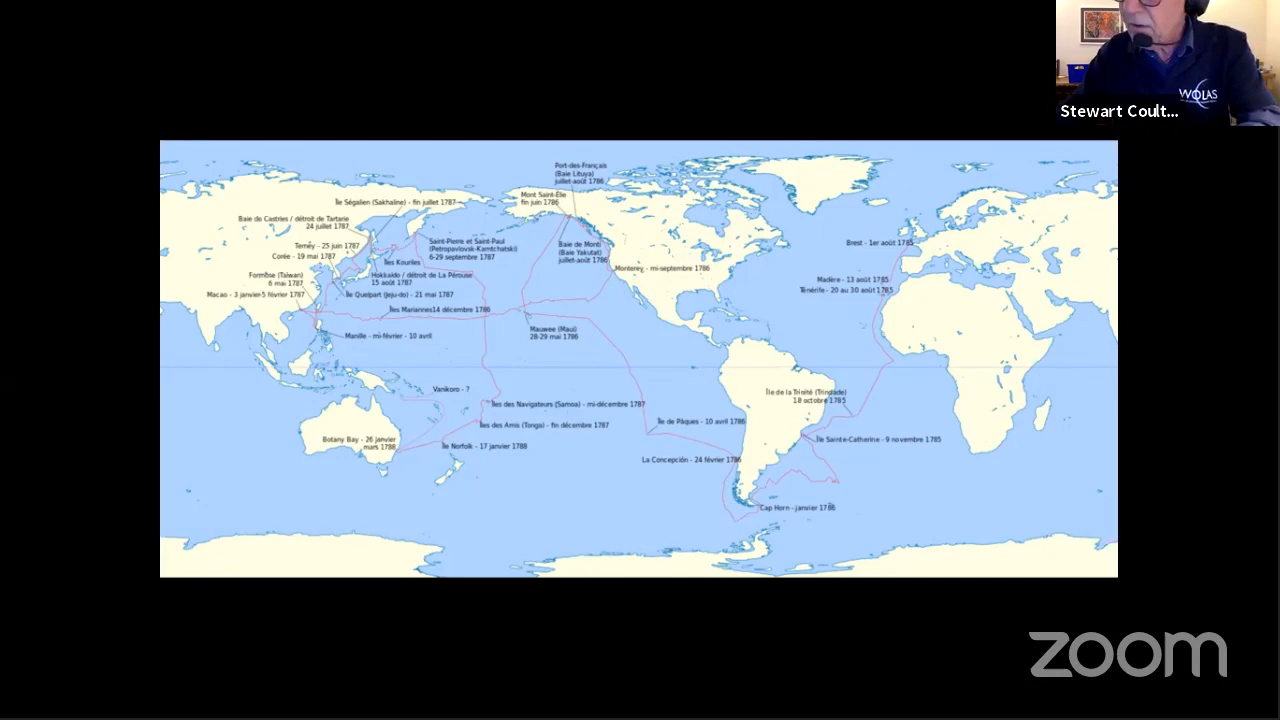 WOLAS
Stewart Coult...
Port-des-Français
(Baie Lituya)
juillet-août 1786
Mont Saint-Élie
fin juin 1786
Île Ségalien (Sakhaline) - fin juillet 1787
Baie de Castries / détroit de Tartarie
24 juillet 1787
Ternéy - 25 juin 1787
Corée - 19 mai 1787
Saint-Pierre et Saint-Paul
(Petropavlovsk-Kamtchatski)
6-29 septembre 1787
Baie de Monti
(Baie Yakutat)
juillet-août 1786
Brest - 1er août 1785
Îles Kouriles
Monterey - mi-septembre 1786
Formose (Taiwan)
6 mai 1787
Hokkaido / détroit de La Pérouse
15 août 1787
Madère - 13 août 1785
Ténérife - 20 au 30 août 1785
Macao - 3 janvier-5 février 1787
Île Quelpart (Jeju-do) - 21 mai 1787
Îles Mariannes14 décembre 1786
Manille - mi-février - 10 avril
Mauwee (Maui)
28-29 mai 1786
Vanikoro - ?
Île de la Trinité (Trindade)
18 octobre 1785
Îles des Navigateurs (Samoa) - mi-décembre 1787
Îles des Amis (Tonga) - fin décembre 1787
Île de Pâques - 10 avril 1786
Botany Bay - 26 janvier
mars 1788
Île Norfolk - 17 janvier 1788
Île Sainte-Catherine - 9 novembre 1785
La Concepción - 24 février 1786
Cap Horn - janvier 1786
zoom